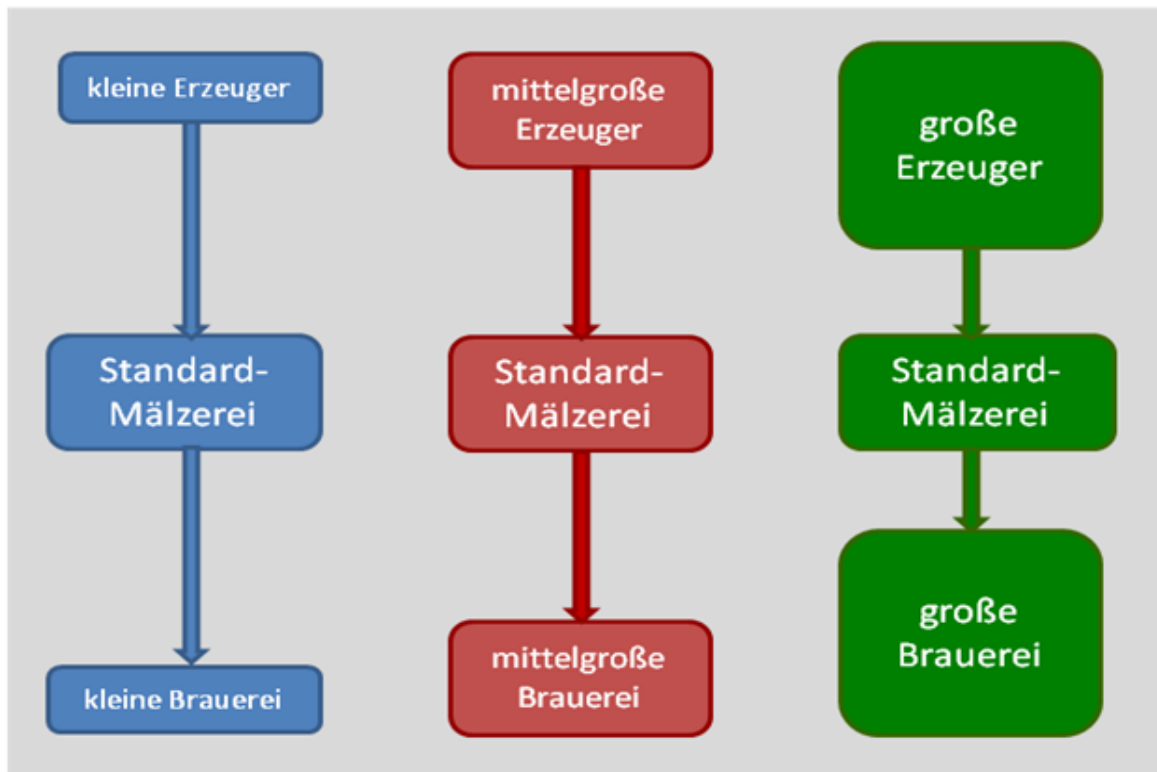 kleine Erzeuger
mittelgroße
Erzeuger
große
Erzeuger
Standard-
Mälzerei
Standard-
Mälzerei
Standard-
Mälzerei
kleine Brauerei
mittelgroße
Brauerei
große
Brauerei